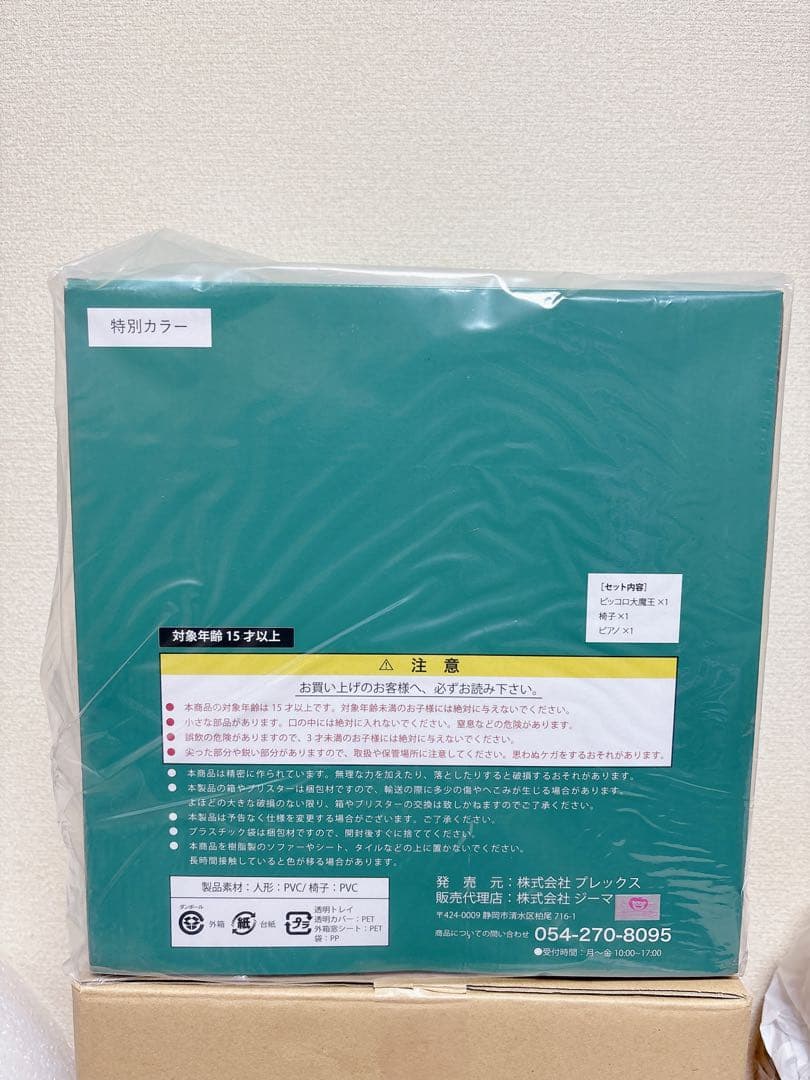 特別カラー
[セット内容]
ピッコロ大魔王×1
椅子×1
ピアノ×1
対象年齢 15 才以上
⚠ 注 意
お買い上げのお客様へ、必ずお読み下さい。
● 本商品の対象年齢は 15 才以上です。対象年齢未満のお子様には絶対に与えないでください。
● 小さな部品があります。口の中には絶対に入れないでください。窒息などの危険があります。
● 誤飲の危険がありますので、3 才未満のお子様には絶対に与えないでください。
● 尖った部分や鋭い部分がありますので、取扱や保管場所に注意してください。思わぬケガをするおそれがあります。
● 本商品は精密に作られています。無理な力を加えたり、落としたりすると破損するおそれがあります。
● 本製品の箱やブリスターは梱包材ですので、輸送の際に多少の傷やへこみが生じる場合があります。
よほどの大きな破損のない限り、箱やブリスターの交換は致しかねますのでご了承ください。
● 本製品は予告なく仕様を変更する場合がございます。ご了承ください。
● プラスチック袋は梱包材ですので、開封後すぐに捨ててください。
● 本商品を樹脂製のソファーやシート、タイルなどの上に置かないでください。
長時間接触していると色が移る場合があります。
製品素材：人形：PVC/ 椅子：PVC
ダンボール
外箱
紙
台紙
プラ
透明トレイ
透明カバー：PET
外箱窓シート：PET
袋：PP
発 売 元：株式会社 プレックス
販売代理店：株式会社 ジーマ
〒424-0009 静岡市清水区柏尾 716-1
商品についての問い合わせ 054-270-8095
●受付時間：月～金 10:00~17:00